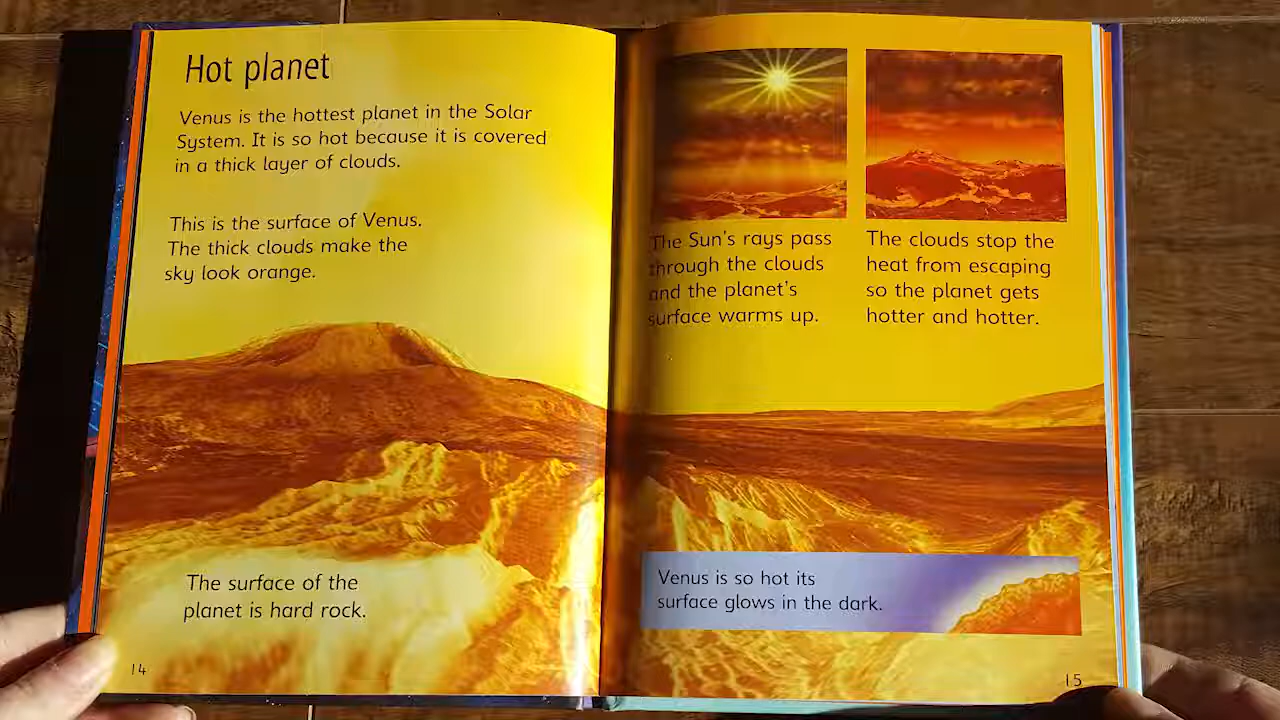 Hot planet
Venus is the hottest planet in the Solar
System. It is so hot because it is covered
in a thick layer of clouds.
This is the surface of Venus.
The thick clouds make the
sky look orange.
The surface of the
planet is hard rock.
14
The Sun's rays pass
through the clouds
and the planet's
surface warms up.
The clouds stop the
heat from escaping
so the planet gets
hotter and hotter.
Venus is so hot its
surface glows in the dark.
15